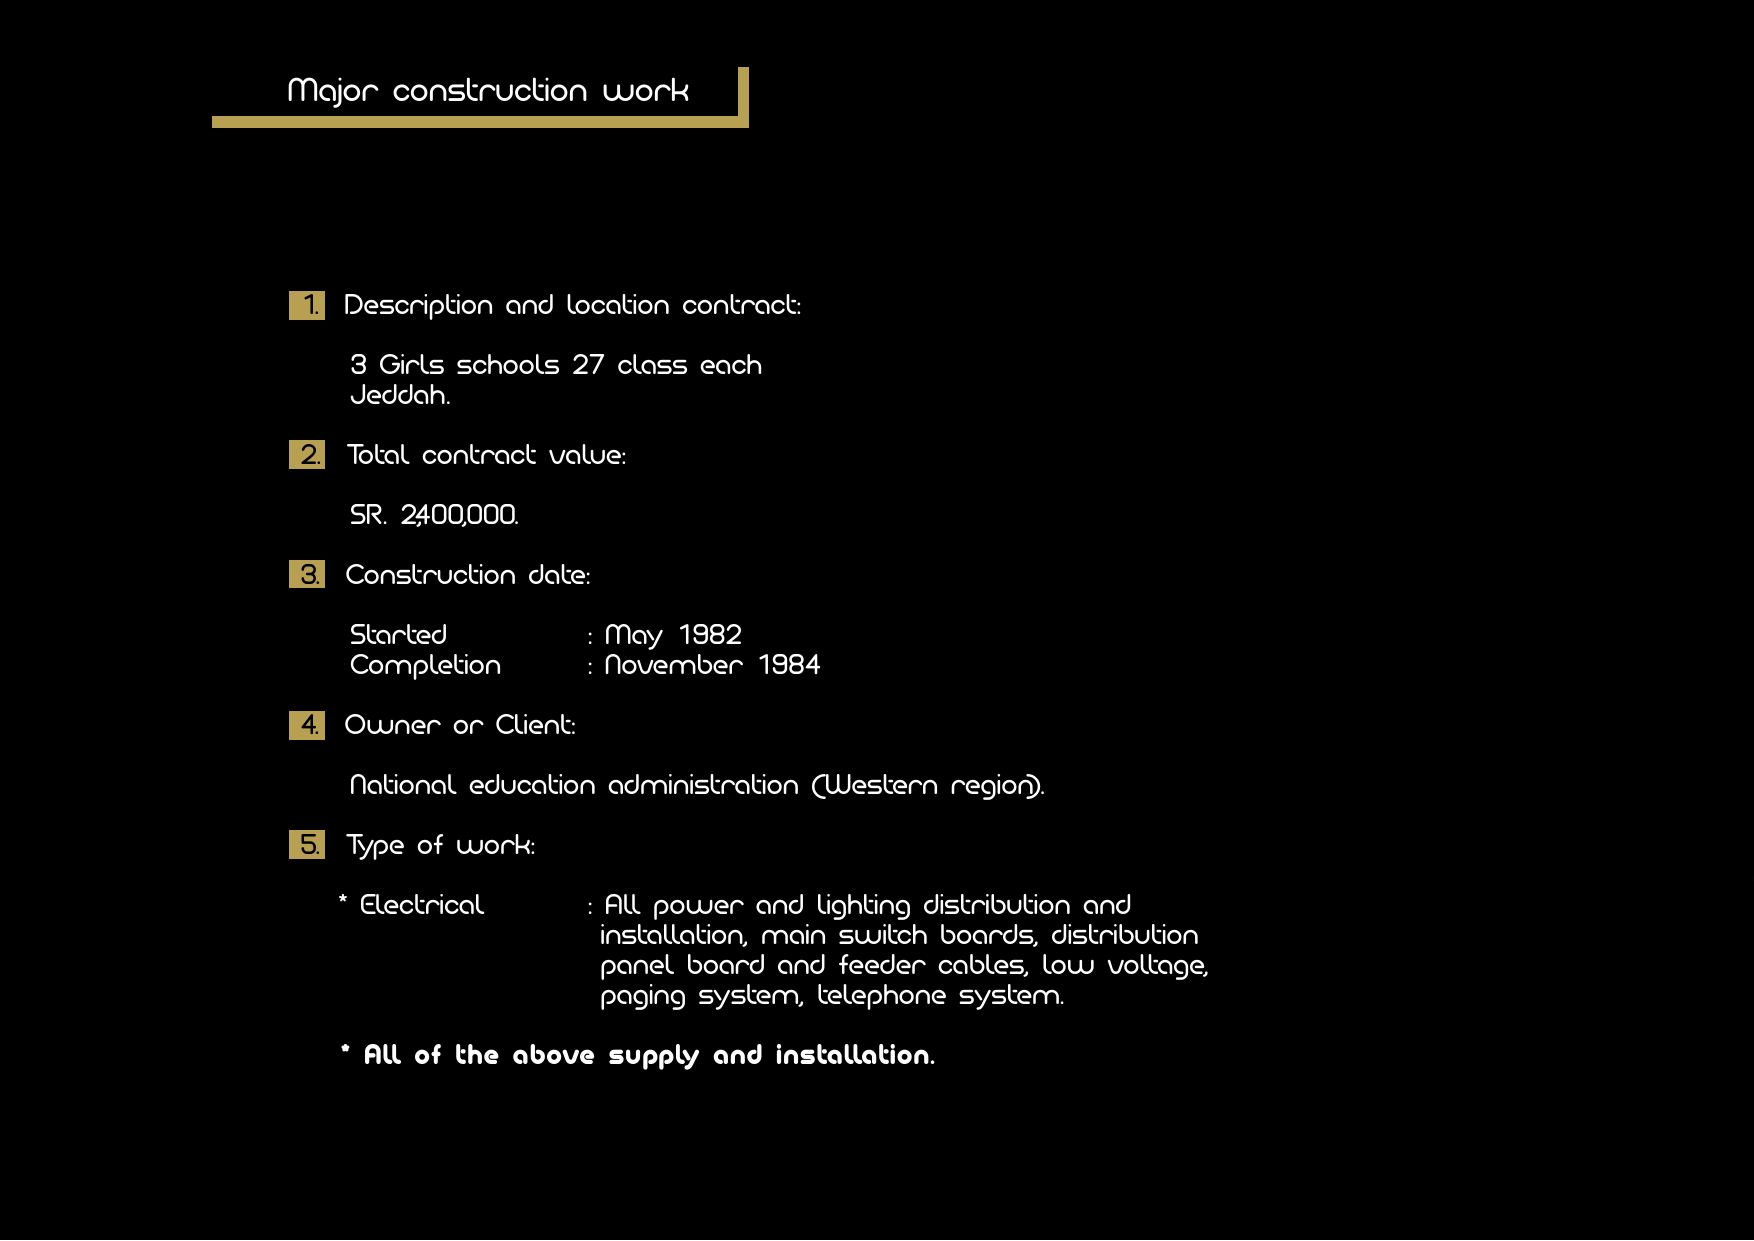 Major construction work
1. Description and location contract:
3 Girls schools 27 class each
Jeddah.
2. Total contract value:
SR. 2,400,000.
3. Construction date:
Started : May 1982
Completion : November 1984
4. Owner or Client:
National education administration (Western region).
5. Type of work:
* Electrical : All power and lighting distribution and
installation, main switch boards, distribution
panel board and feeder cables, low voltage,
paging system, telephone system.
* All of the above supply and installation.